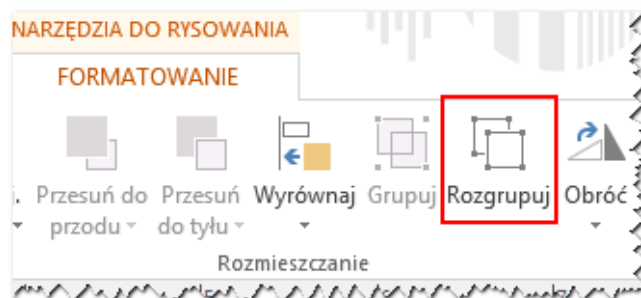 NARZĘDZIA DO RYSOWANIA
FORMATOWANIE
Przesuń do przodu
Przesuń do tyłu
Wyrównaj
Grupuj
Rozgrupuj
Obróć
Rozmieszczanie